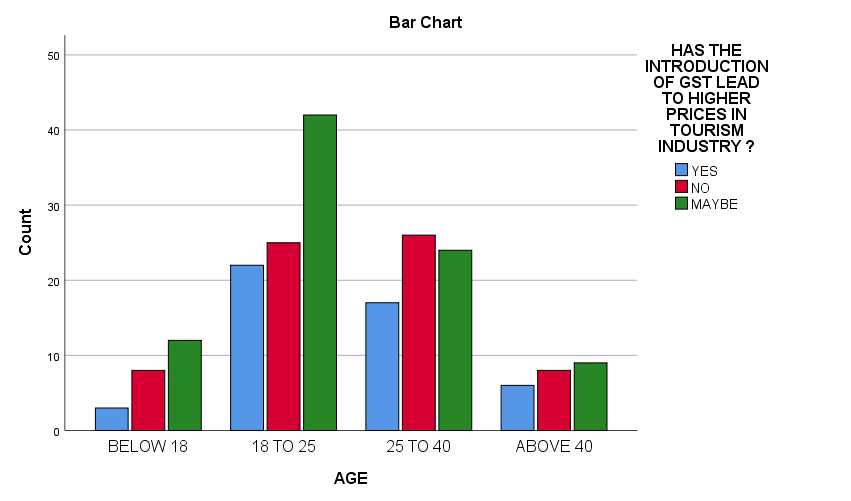 Bar Chart
HAS THE
INTRODUCTION
OF GST LEAD
TO HIGHER
PRICES IN
TOURISM
INDUSTRY ?
YES
NO
MAYBE
Count
50
40
30
20
10
0
BELOW 18
18 TO 25
25 TO 40
ABOVE 40
AGE